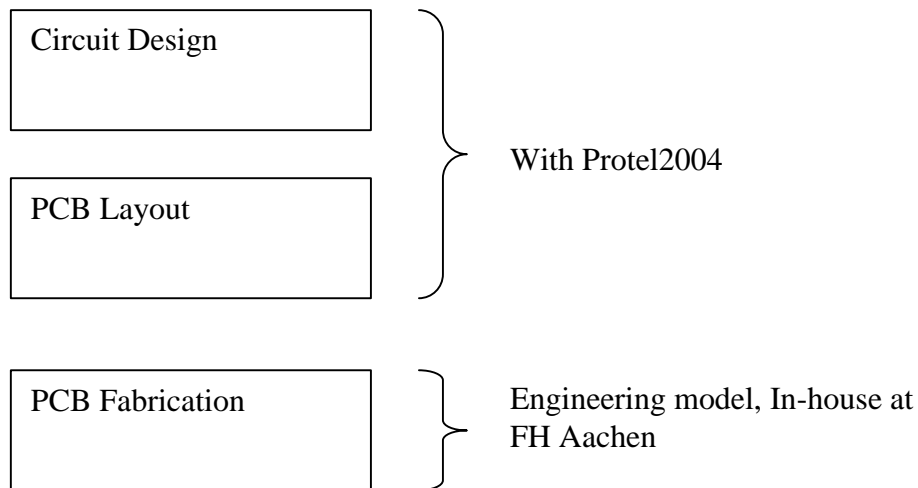 Circuit Design
With Protel2004
PCB Layout
PCB Fabrication
Engineering model, In-house at
FH Aachen